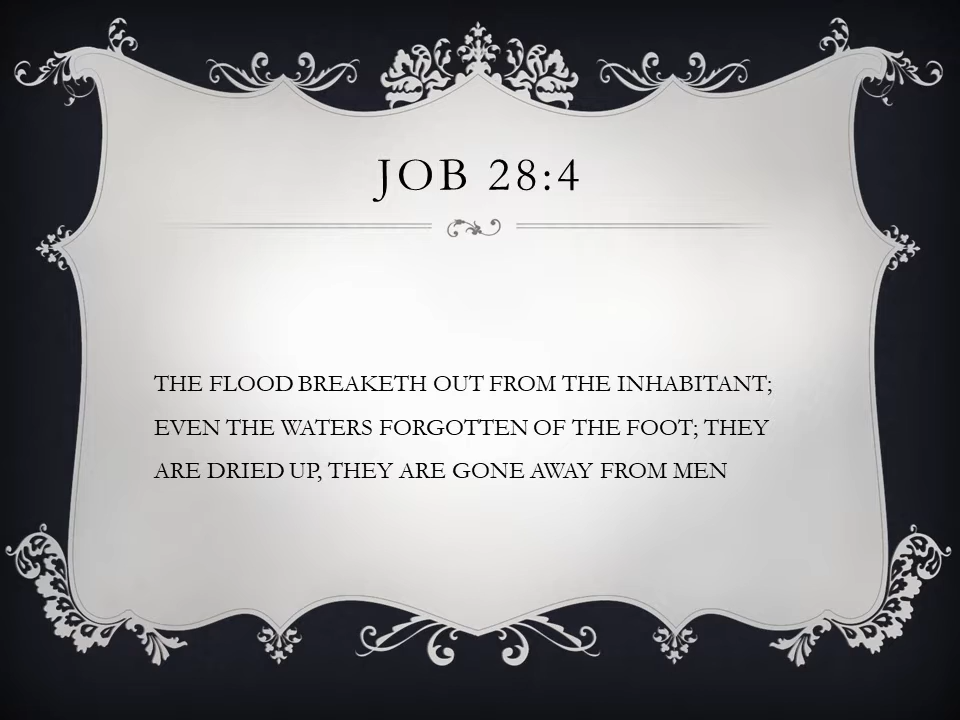 JOB 28:4
THE FLOOD BREAKETH OUT FROM THE INHABITANT;
EVEN THE WATERS FORGOTTEN OF THE FOOT; THEY
ARE DRIED UP, THEY ARE GONE AWAY FROM MEN